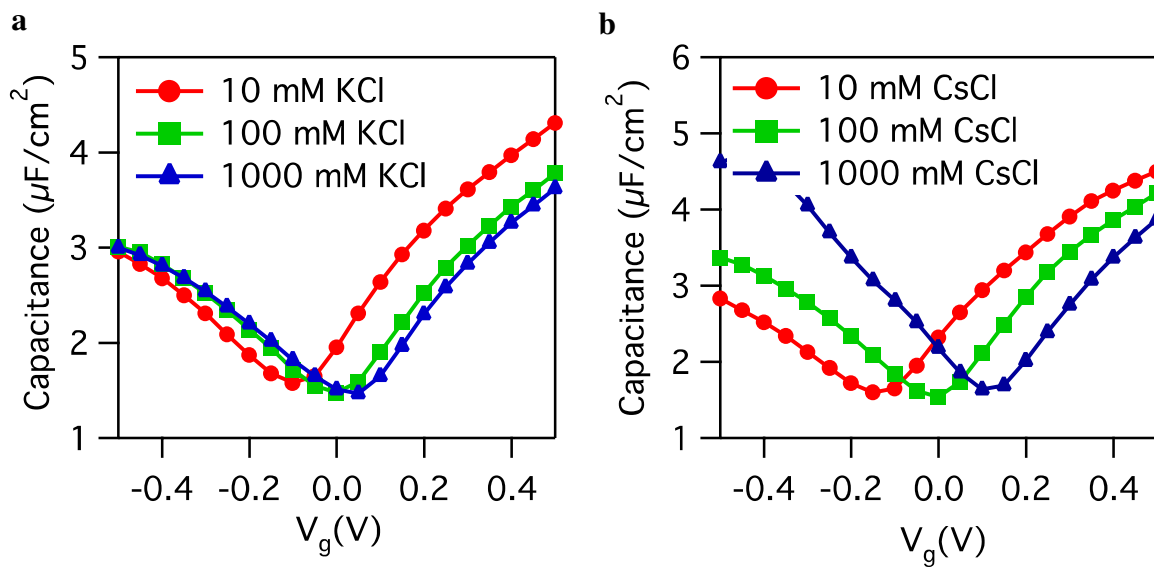 a
5
4
3
2
1
Capacitance (µF/cm²)
10 mM KCl
100 mM KCl
1000 mM KCl
-0.4 -0.2 0.0 0.2 0.4
Vg(V)
b
6
5
4
3
2
1
Capacitance (µF/cm²)
10 mM CsCl
100 mM CsCl
1000 mM CsCl
-0.4 -0.2 0.0 0.2 0.4
Vg(V)